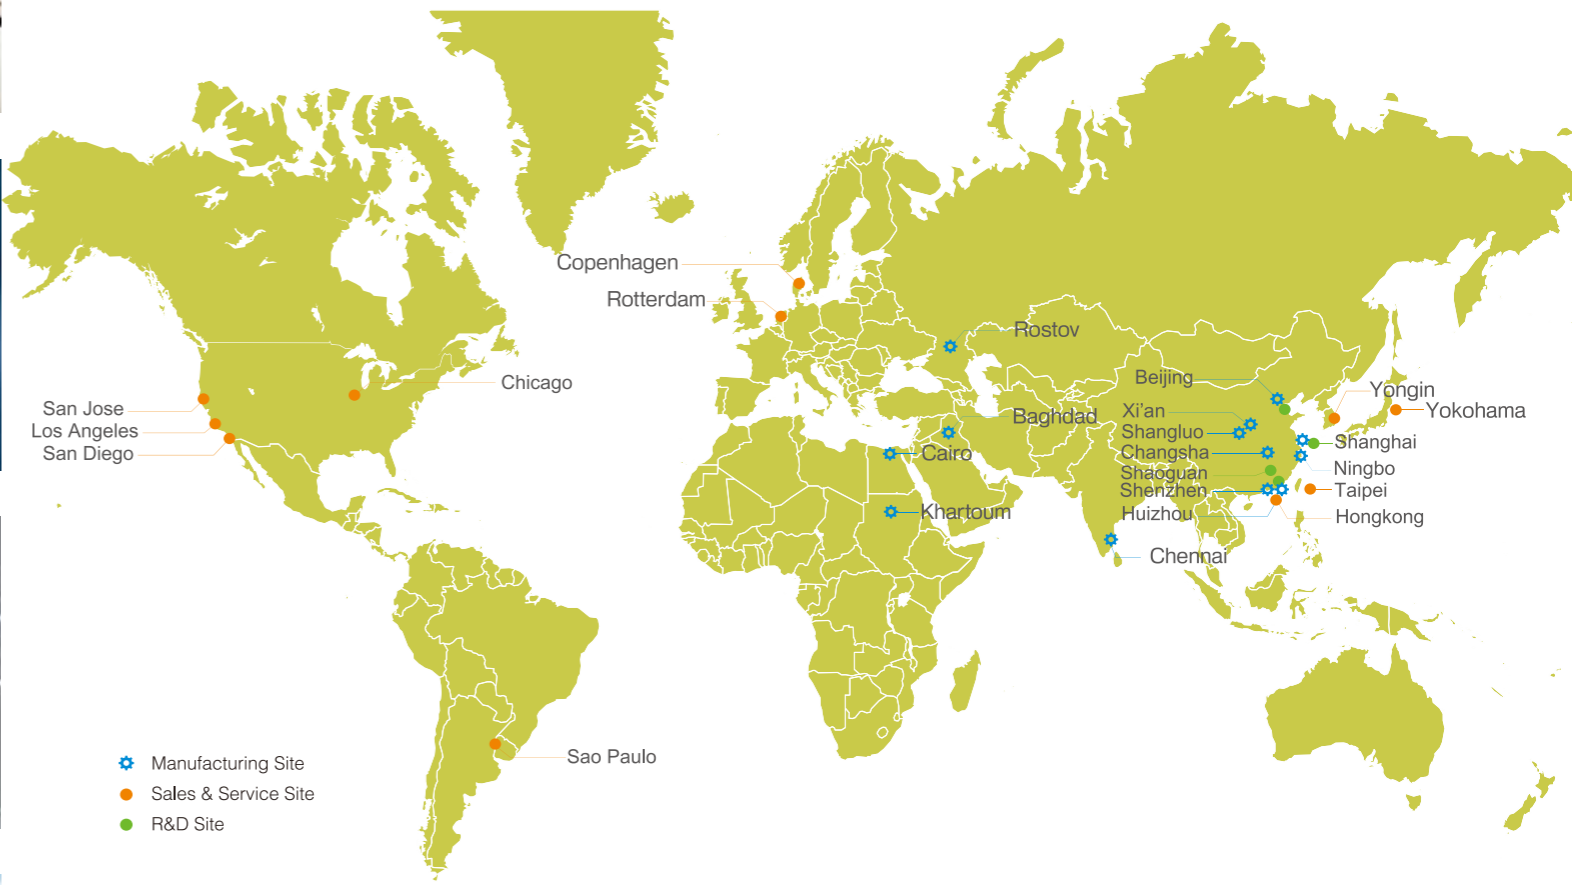 Copenhagen
Rotterdam
Rostov
Chicago
San Jose
Los Angeles
San Diego
Baghdad
Cairo
Khartoum
Beijing
Xi'an
Shangluo
Changsha
Shaoguan
Shenzhen
Huizhou
Chennai
Yongin
Yokohama
Shanghai
Ningbo
Taipei
Hongkong
Sao Paulo
Manufacturing Site
Sales & Service Site
R&D Site